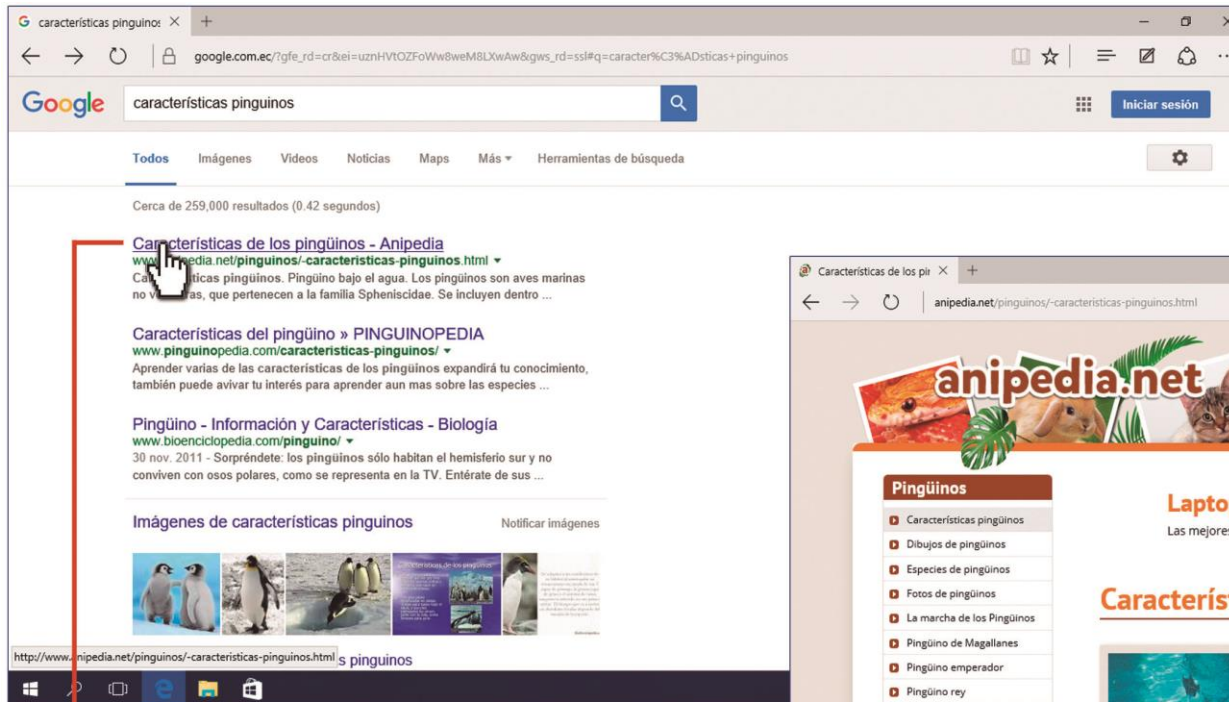 características pinguinos
google.com.ec/?gfe_rd=cr&ei=uznHVtOZFoWw8weM8LXwAw&gws_rd=ssl#q=caracter%C3%ADsticas+pinguinos
Google
características pinguinos
Iniciar sesión
Todos Imágenes Videos Noticias Maps Más Herramientas de búsqueda
Cerca de 259,000 resultados (0.42 segundos)
Características de los pingüinos - Anipedia
pinguinos/-caracteristicas-pinguinos.html
pingüinos. Pingüino bajo el agua. Los pingüinos son aves marinas
no que pertenecen a la familia Spheniscidae. Se incluyen dentro ...
Características del pingüino » PINGUINOPEDIA
www.pinguinopedia.com/caracteristicas-pinguinos/
Aprender varias de las características de los pingüinos expandirá tu conocimiento,
también puede avivar tu interés para aprender aun mas sobre las especies ...
Pingüino - Información y Características - Biología
www.bioenciclopedia.com/pinguino/
30 nov. 2011 - Sorpréndete: los pingüinos sólo habitan el hemisferio sur y no
conviven con osos polares, como se representa en la TV. Entérate de sus ...
Imágenes de características pinguinos
Notificar imágenes
características de los pingüinos
http://www.anipedia.net/pinguinos/-caracteristicas-pinguinos.html
s pinguinos
Características de los pin
anipedia.net/pinguinos/-caracteristicas-pinguinos.html
anipedia.net
Pingüinos
Características pingüinos
Dibujos de pingüinos
Especies de pingüinos
Fotos de pingüinos
La marcha de los Pingüinos
Pingüino de Magallanes
Pingüino emperador
Pingüino rey
Lapto
Las mejores
Caracterís